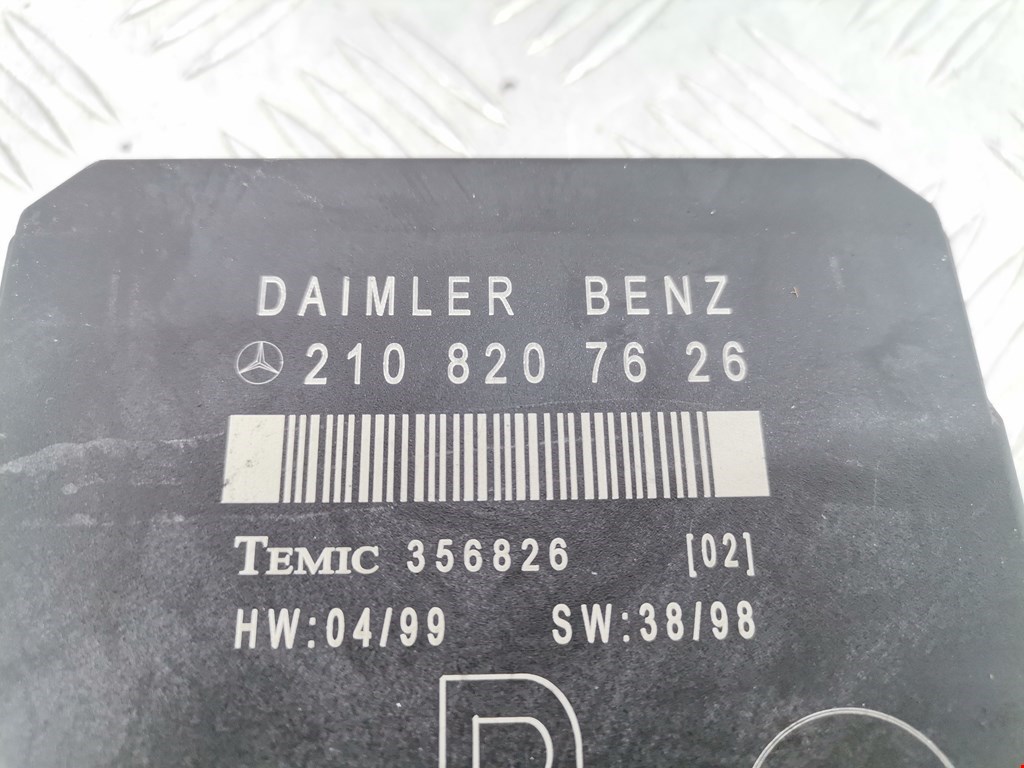 DAIMLER BENZ
210 820 76 26
TEMIC 356826 [02]
HW:04/99 SW:38/98